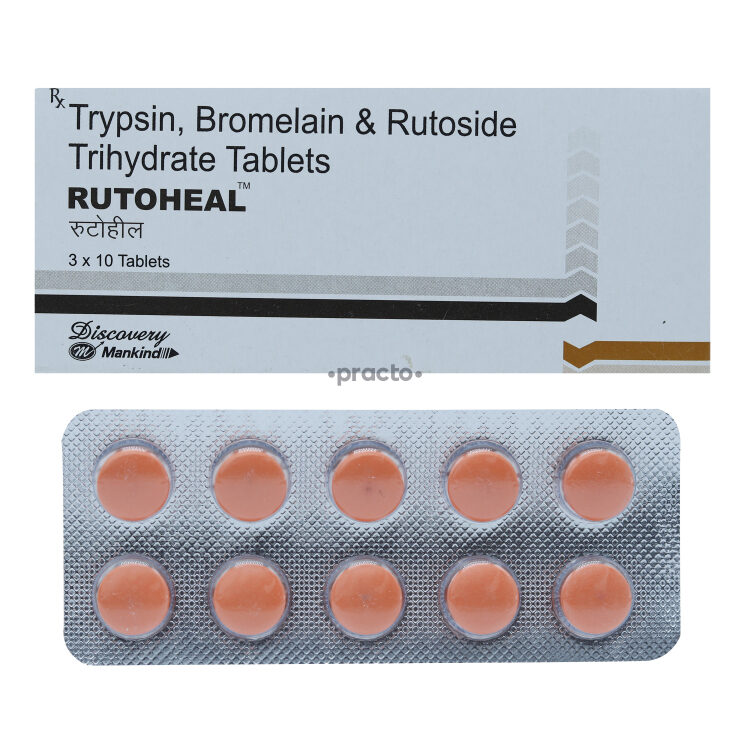 Rx
Trypsin, Bromelain & Rutoside
Trihydrate Tablets
RUTOHEAL™
रुटोहील
3 x 10 Tablets
Discovery
m Mankind
•practo•